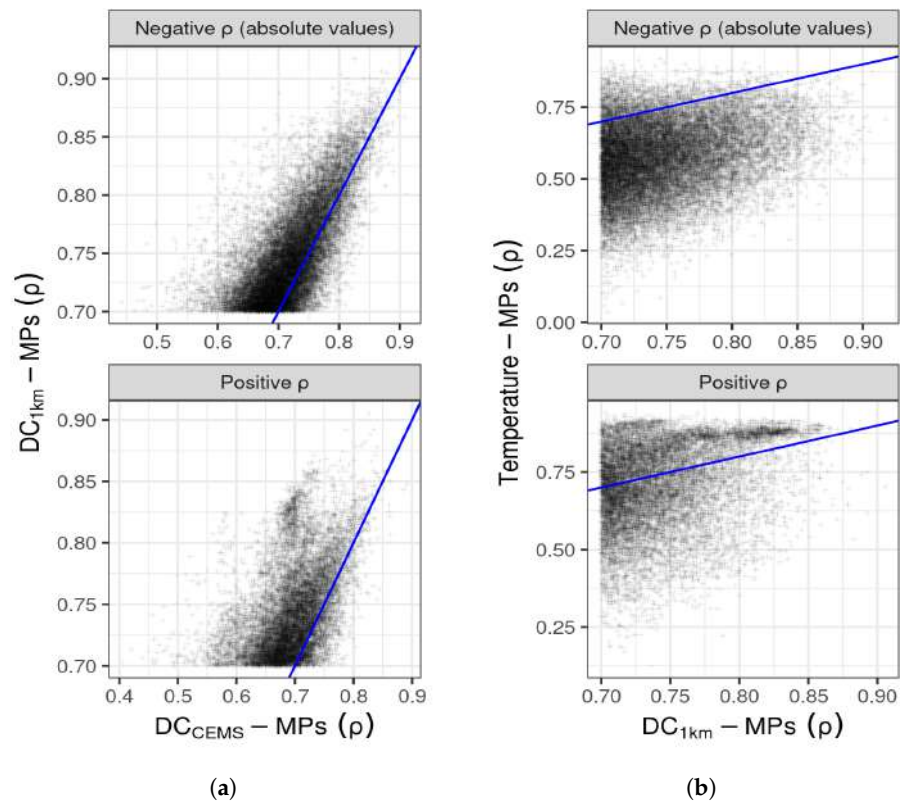 Negative ρ (absolute values)
0.90
0.85
0.80
0.75
0.70
0.5 0.6 0.7 0.8 0.9
Positive ρ
0.90
0.85
0.80
0.75
0.70
0.4 0.5 0.6 0.7 0.8 0.9
DC1km − MPs (ρ)
DCCEMS − MPs (ρ)
(a)
Negative ρ (absolute values)
0.75
0.50
0.25
0.00
0.70 0.75 0.80 0.85 0.90
Positive ρ
0.75
0.50
0.25
0.70 0.75 0.80 0.85 0.90
Temperature − MPs (ρ)
DC1km − MPs (ρ)
(b)